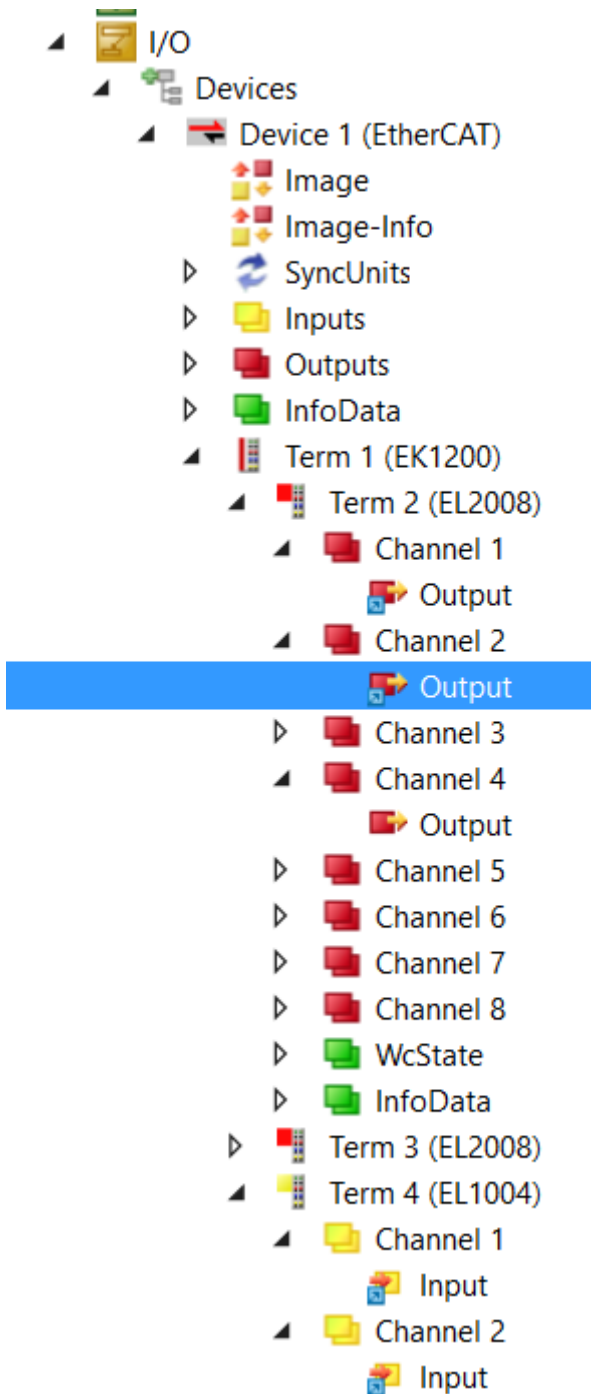 I/O
Devices
Device 1 (EtherCAT)
Image
Image-Info
SyncUnits
Inputs
Outputs
InfoData
Term 1 (EK1200)
Term 2 (EL2008)
Channel 1
Output
Channel 2
Output
Channel 3
Channel 4
Output
Channel 5
Channel 6
Channel 7
Channel 8
WcState
InfoData
Term 3 (EL2008)
Term 4 (EL1004)
Channel 1
Input
Channel 2
Input